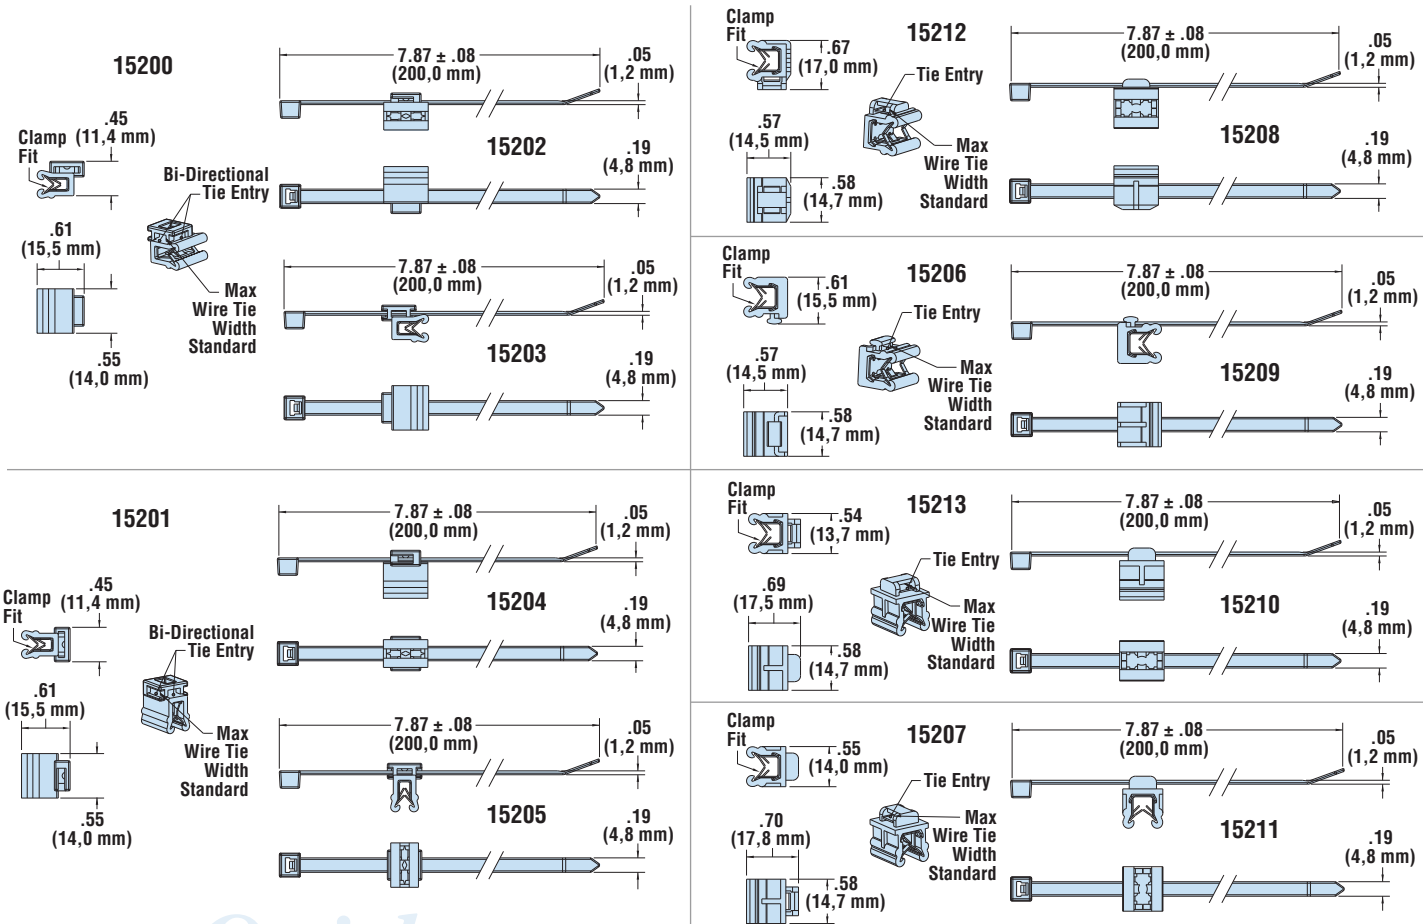 15200
7.87 ± .08
(200,0 mm)
.05
(1,2 mm)
Clamp
Fit
.45
(11,4 mm)
15202
.19
(4,8 mm)
Bi-Directional
Tie Entry
.61
(15,5 mm)
Max
Wire Tie
Width
Standard
.55
(14,0 mm)
7.87 ± .08
(200,0 mm)
.05
(1,2 mm)
15203
.19
(4,8 mm)
15201
7.87 ± .08
(200,0 mm)
.05
(1,2 mm)
Clamp
Fit
.45
(11,4 mm)
15204
.19
(4,8 mm)
Bi-Directional
Tie Entry
.61
(15,5 mm)
Max
Wire Tie
Width
Standard
.55
(14,0 mm)
7.87 ± .08
(200,0 mm)
.05
(1,2 mm)
15205
.19
(4,8 mm)
Clamp
Fit
15212
.67
(17,0 mm)
Tie Entry
7.87 ± .08
(200,0 mm)
.05
(1,2 mm)
.57
(14,5 mm)
Max
Wire Tie
Width
Standard
15208
.19
(4,8 mm)
.58
(14,7 mm)
Clamp
Fit
15206
.61
(15,5 mm)
Tie Entry
7.87 ± .08
(200,0 mm)
.05
(1,2 mm)
.57
(14,5 mm)
Max
Wire Tie
Width
Standard
15209
.19
(4,8 mm)
.58
(14,7 mm)
Clamp
Fit
15213
.54
(13,7 mm)
Tie Entry
7.87 ± .08
(200,0 mm)
.05
(1,2 mm)
.69
(17,5 mm)
Max
Wire Tie
Width
Standard
15210
.19
(4,8 mm)
.58
(14,7 mm)
Clamp
Fit
15207
.55
(14,0 mm)
Tie Entry
7.87 ± .08
(200,0 mm)
.05
(1,2 mm)
.70
(17,8 mm)
Max
Wire Tie
Width
Standard
15211
.19
(4,8 mm)
.58
(14,7 mm)